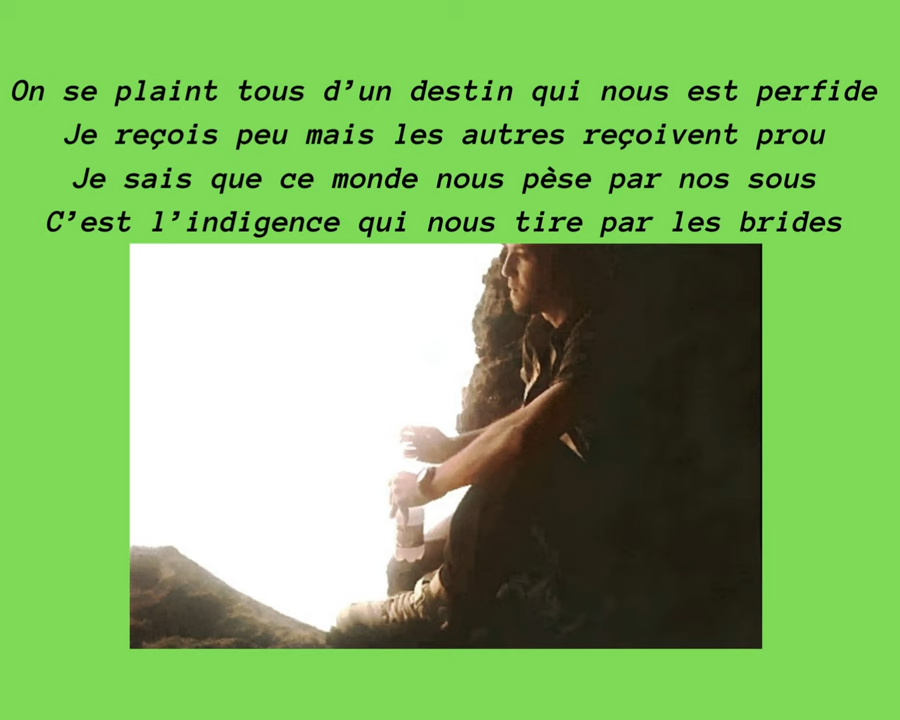 On se plaint tous d’un destin qui nous est perfide
Je reçois peu mais les autres reçoivent prou
Je sais que ce monde nous pèse par nos sous
C’est l’indigence qui nous tire par les brides